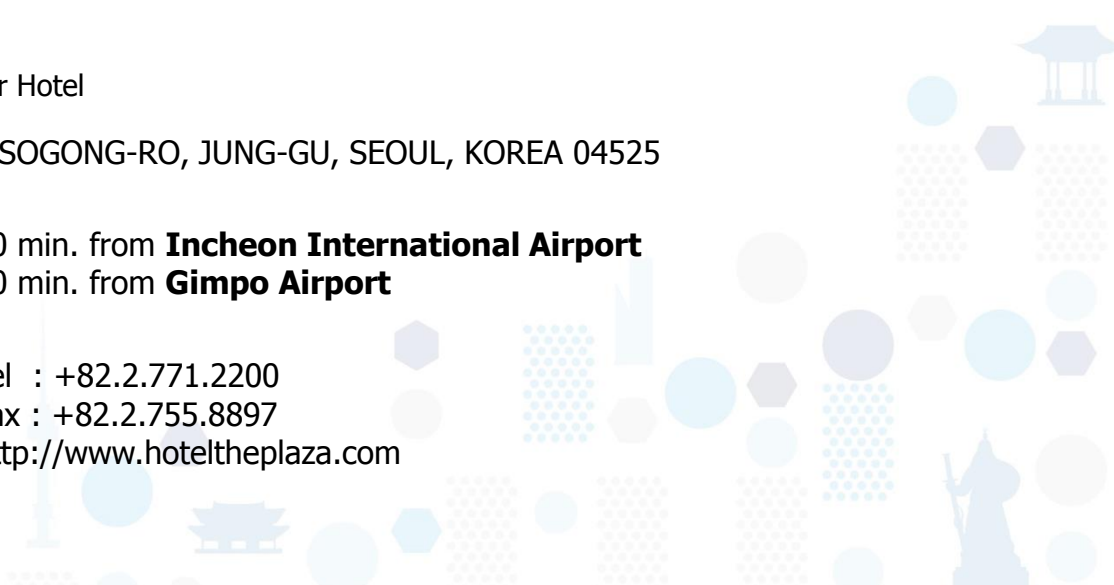 r Hotel
SOGONG-RO, JUNG-GU, SEOUL, KOREA 04525
0 min. from Incheon International Airport
0 min. from Gimpo Airport
el : +82.2.771.2200
ax : +82.2.755.8897
ttp://www.hoteltheplaza.com